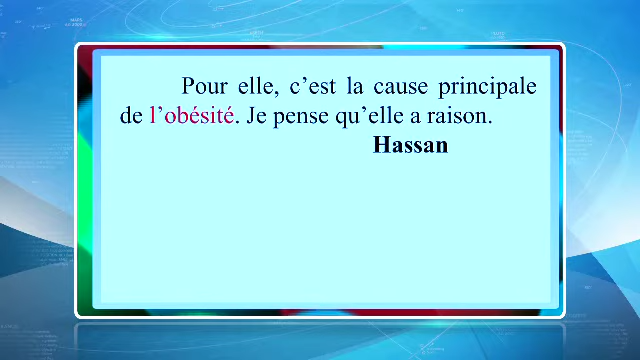 Pour elle, c’est la cause principale
de l’obésité. Je pense qu’elle a raison.
Hassan